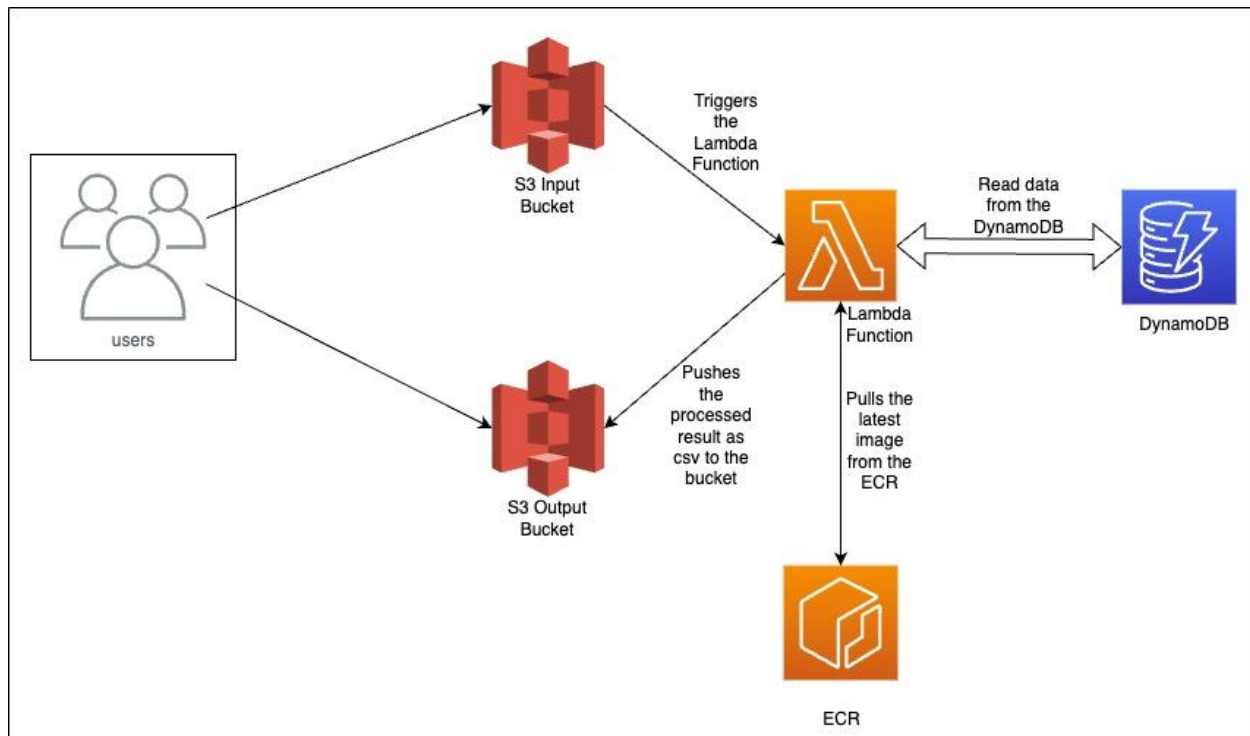 Triggers
the
Lambda
Function
S3 Input
Bucket
Read data
from the
DynamoDB
users
Lambda
Function
DynamoDB
Pushes
the
processed
result as
csv to the
bucket
Pulls the
latest
image
from the
ECR
S3 Output
Bucket
ECR